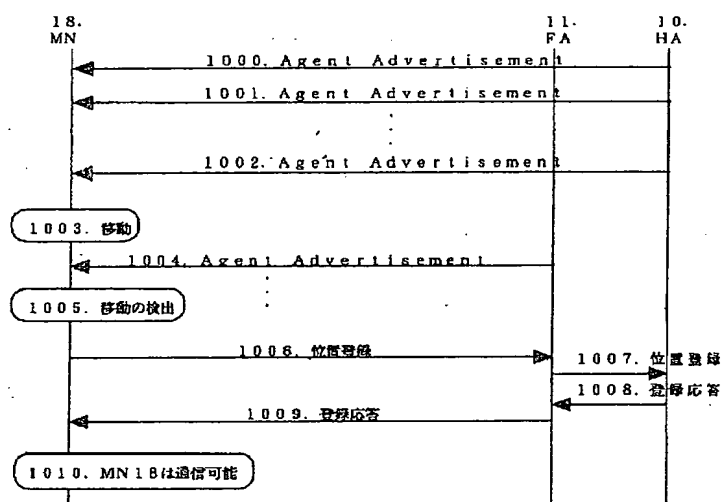 18.
MN
11.
FA
10.
HA
1000. Agent Advertisement
1001. Agent Advertisement
1002. Agent Advertisement
1003. 移動
1004. Agent Advertisement
1005. 移動の検出
1006. 位置登録
1007. 位置登録
1008. 登録応答
1009. 登録応答
1010. MN18は通信可能